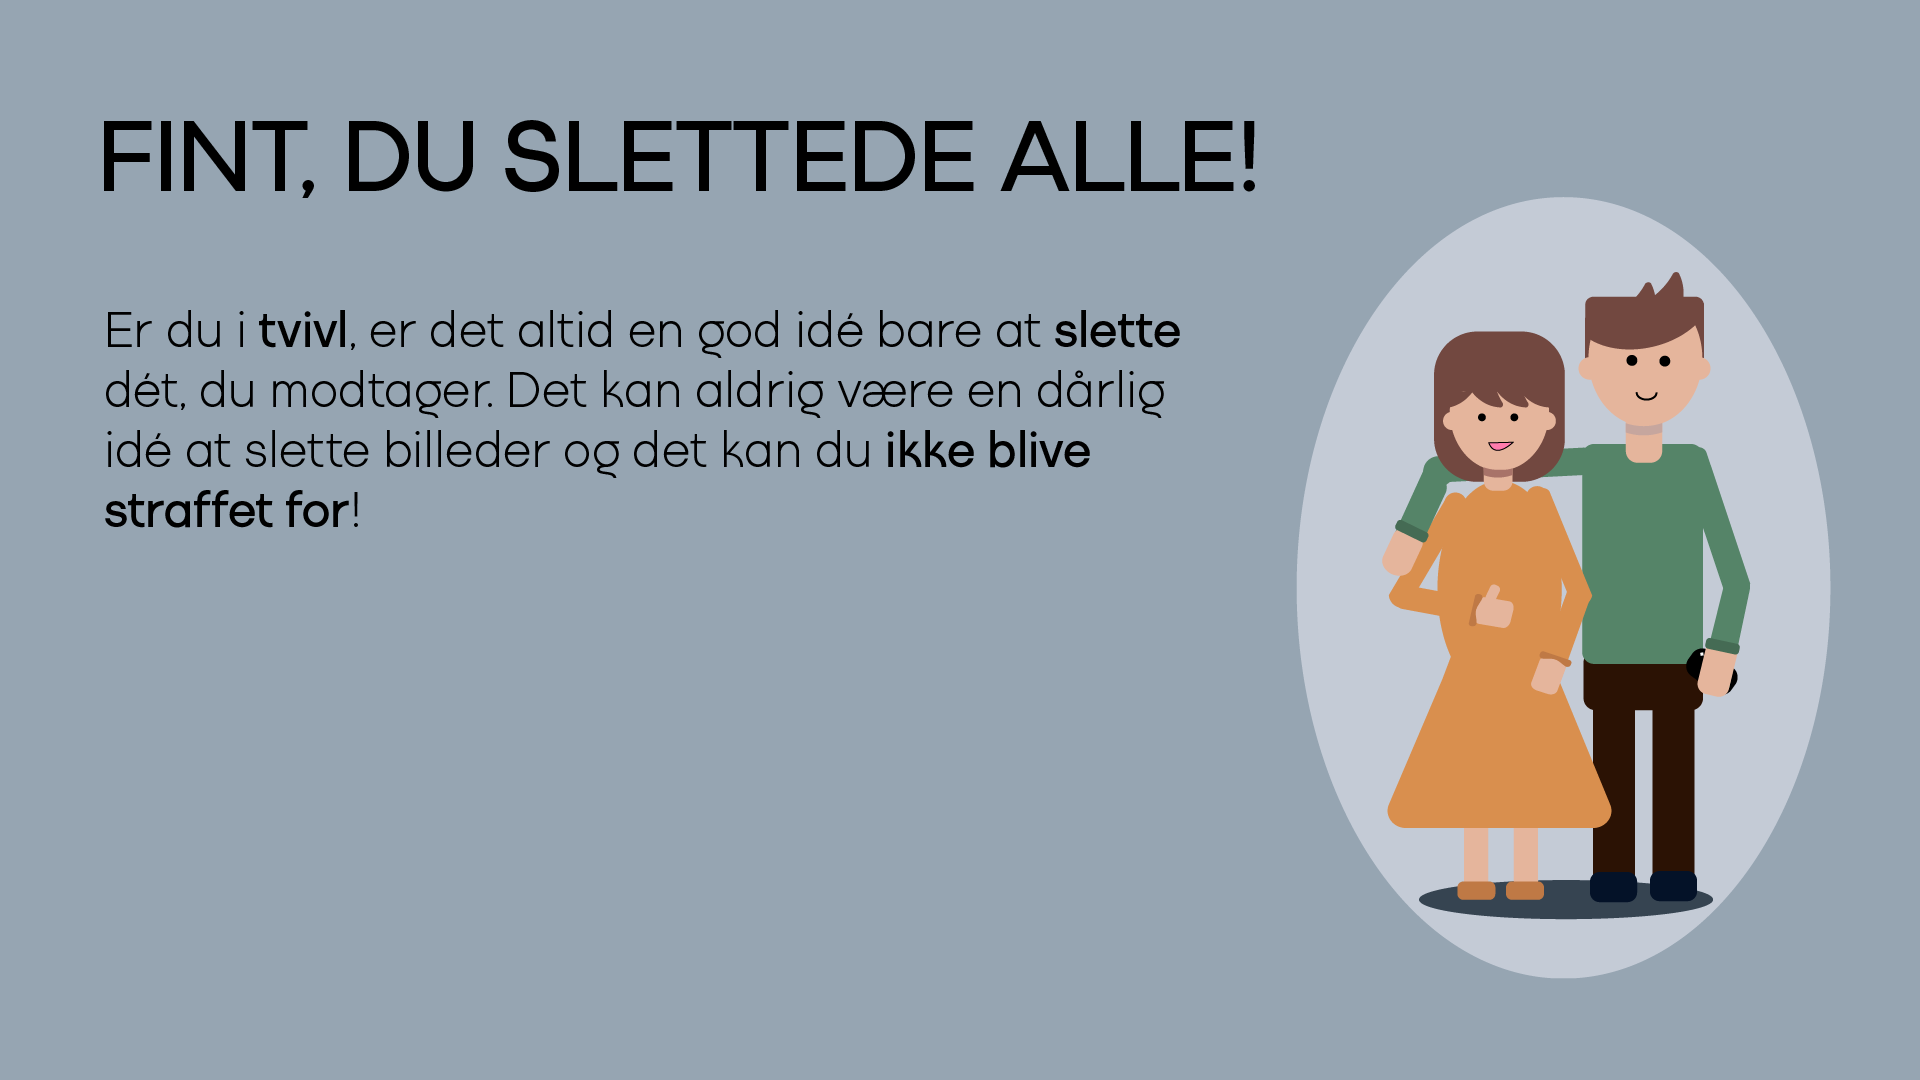 FINT, DU SLETTEDE ALLE!
Er du i tvivl, er det altid en god idé bare at slette
dét, du modtager. Det kan aldrig være en dårlig
idé at slette billeder og det kan du ikke blive
straffet for!